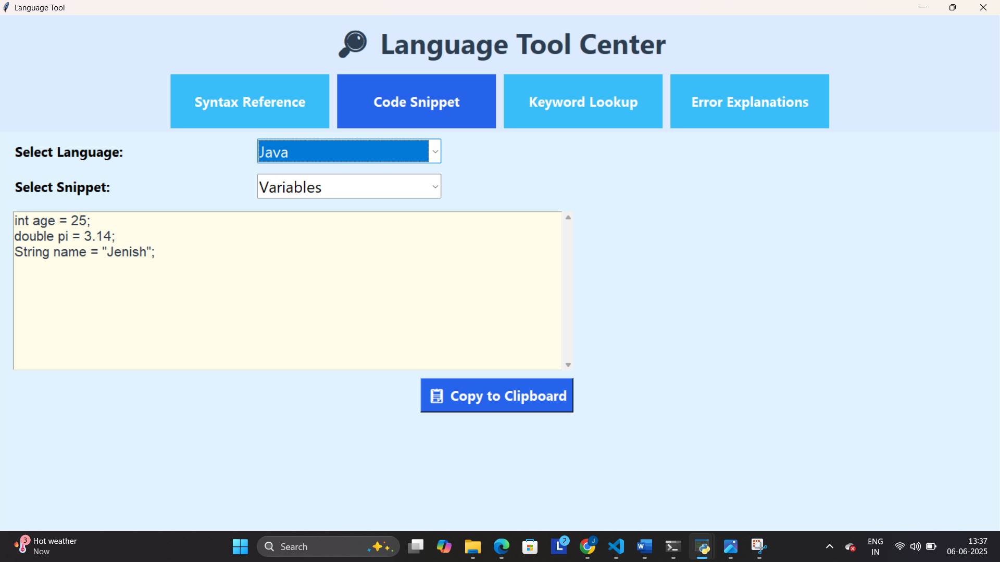 Language Tool
Language Tool Center
Syntax Reference
Code Snippet
Keyword Lookup
Error Explanations
Select Language:
Java
Select Snippet:
Variables
int age = 25;
double pi = 3.14;
String name = "Jenish";
Copy to Clipboard
3
Hot weather
Now
Search
L
2
J
W
ENG
IN
13:37
06-06-2025